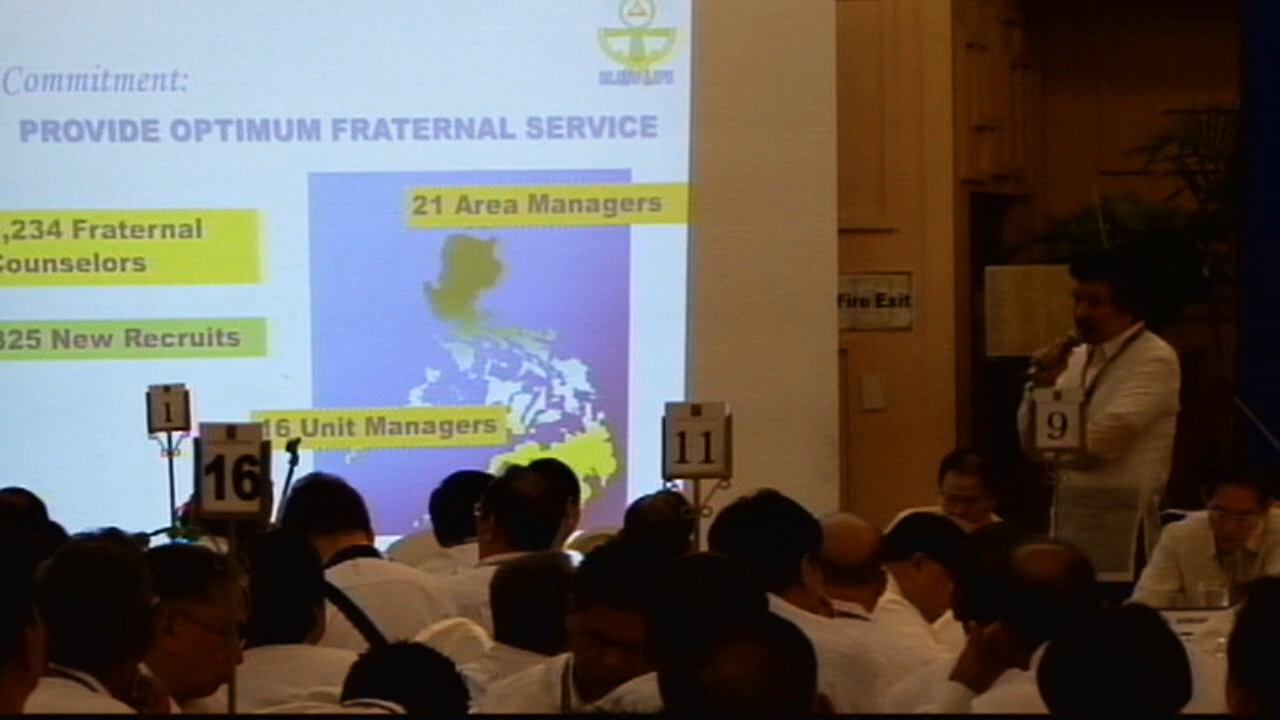 Commitment:
PROVIDE OPTIMUM FRATERNAL SERVICE
21 Area Managers
,234 Fraternal
Counselors
325 New Recruits
16 Unit Managers
Fire Exit
1
16
11
9